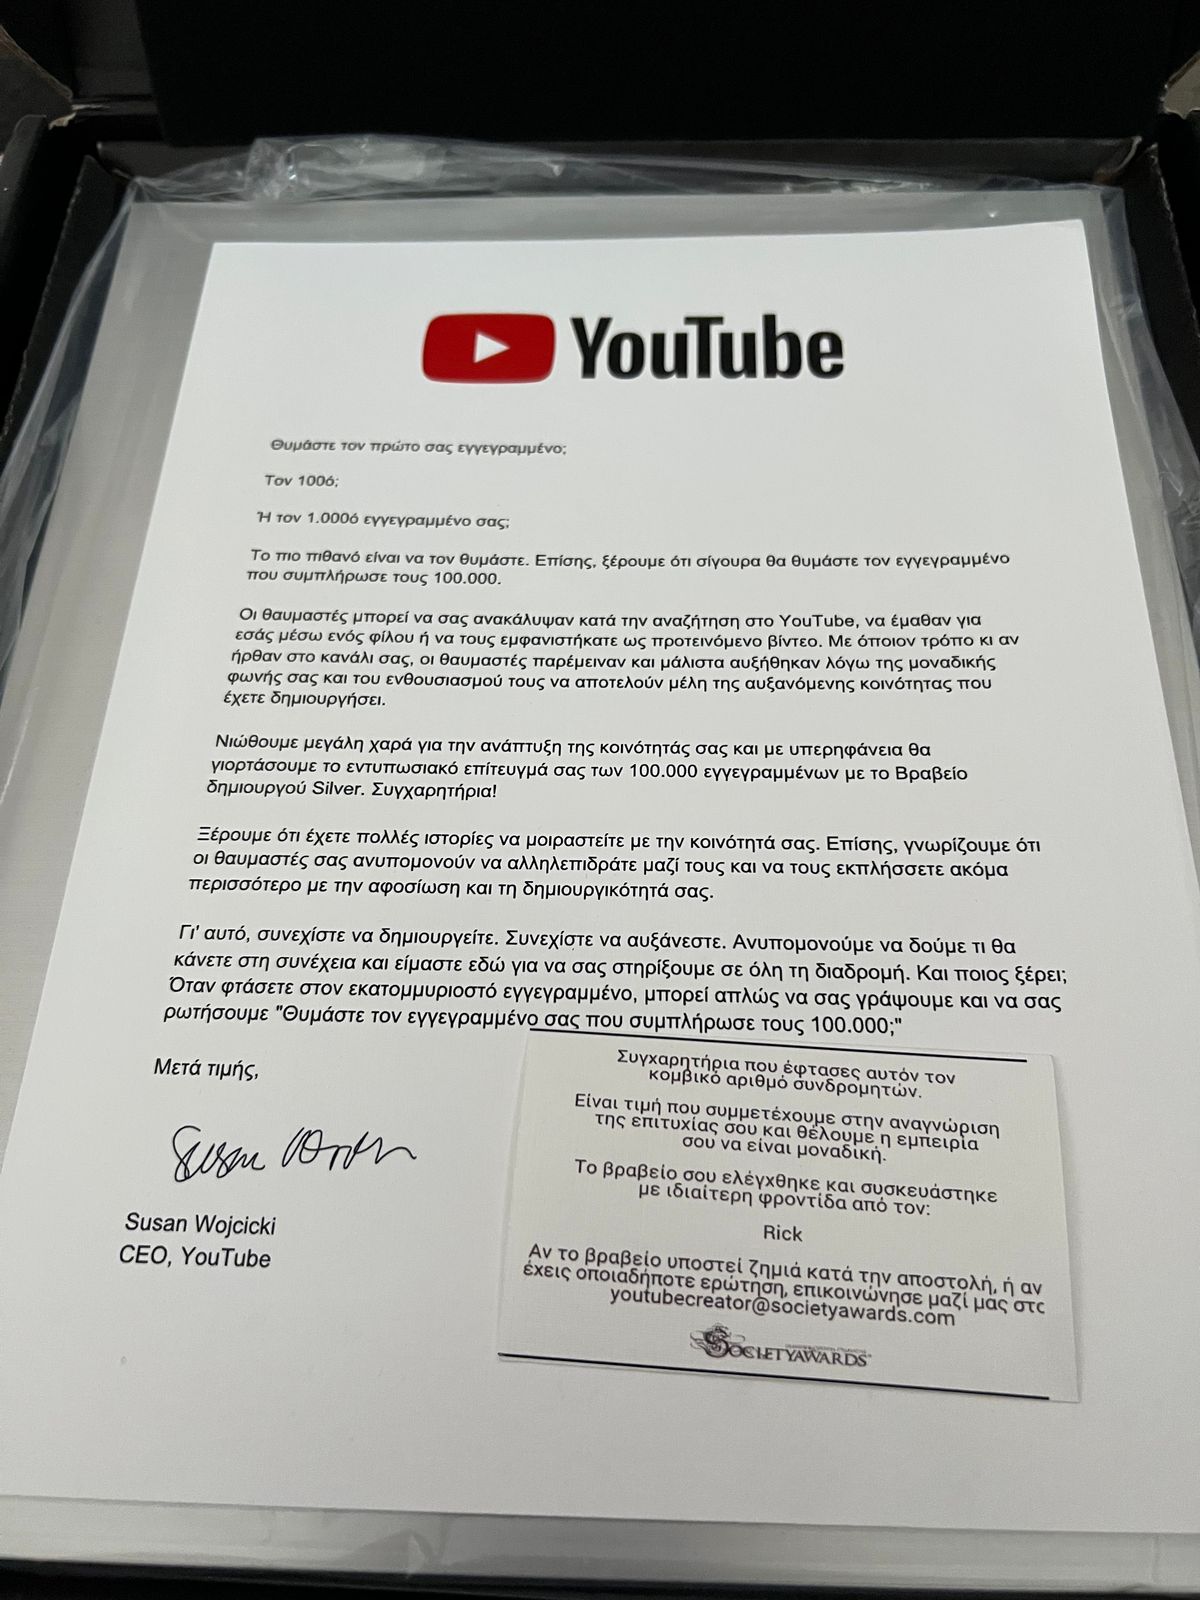 YouTube
Θυμάστε τον πρώτο σας εγγεγραμμένο;
Τον 100ό;
Ή τον 1.000ό εγγεγραμμένο σας;
Το πιο πιθανό είναι να τον θυμάστε. Επίσης, ξέρουμε ότι σίγουρα θα θυμάστε τον εγγεγραμμένο
που συμπλήρωσε τους 100.000.
Οι θαυμαστές μπορεί να σας ανακάλυψαν κατά την αναζήτηση στο YouTube, να έμαθαν για
εσάς μέσω ενός φίλου ή να τους εμφανιστήκατε ως προτεινόμενο βίντεο. Με όποιον τρόπο κι αν
ήρθαν στο κανάλι σας, οι θαυμαστές παρέμειναν και μάλιστα αυξήθηκαν λόγω της μοναδικής
φωνής σας και του ενθουσιασμού τους να αποτελούν μέλη της αυξανόμενης κοινότητας που
έχετε δημιουργήσει.
Νιώθουμε μεγάλη χαρά για την ανάπτυξη της κοινότητάς σας και με υπερηφάνεια θα
γιορτάσουμε το εντυπωσιακό επίτευγμά σας των 100.000 εγγεγραμμένων με το Βραβείο
δημιουργού Silver. Συγχαρητήρια!
Ξέρουμε ότι έχετε πολλές ιστορίες να μοιραστείτε με την κοινότητά σας. Επίσης, γνωρίζουμε ότι
οι θαυμαστές σας ανυπομονούν να αλληλεπιδράτε μαζί τους και να τους εκπλήσσετε ακόμα
περισσότερο με την αφοσίωση και τη δημιουργικότητά σας.
Γι' αυτό, συνεχίστε να δημιουργείτε. Συνεχίστε να αυξάνεστε. Ανυπομονούμε να δούμε τι θα
κάνετε στη συνέχεια και είμαστε εδώ για να σας στηρίξουμε σε όλη τη διαδρομή. Και ποιος ξέρει;
Όταν φτάσετε στον εκατομμυριοστό εγγεγραμμένο, μπορεί απλώς να σας γράψουμε και να σας
ρωτήσουμε "Θυμάστε τον εγγεγραμμένο σας που συμπλήρωσε τους 100.000;"
Μετά τιμής,
Susan Wojcicki
CEO, YouTube
Συγχαρητήρια που έφτασες αυτόν τον
κομβικό αριθμό συνδρομητών.
Είναι τιμή που συμμετέχουμε στην αναγνώριση
της επιτυχίας σου και θέλουμε η εμπειρία
σου να είναι μοναδική.
Το βραβείο σου ελέγχθηκε και συσκευάστηκε
με ιδιαίτερη φροντίδα από τον:
Rick
Αν το βραβείο υποστεί ζημιά κατά την αποστολή, ή αν
έχεις οποιαδήποτε ερώτηση, επικοινώνησε μαζί μας στο
youtubecreator@societyawards.com
SOCIETYAWARDS